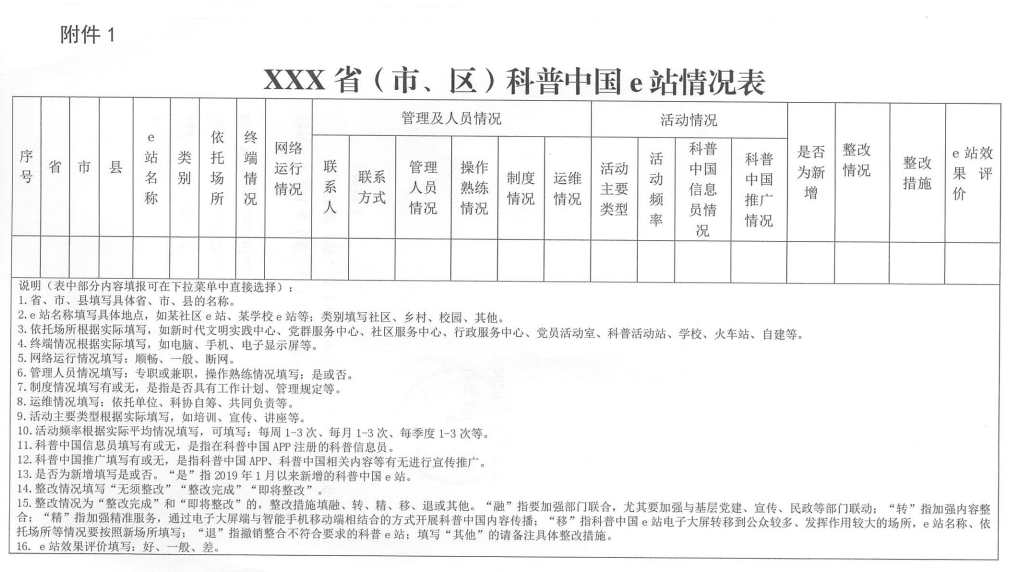 附件 1
XXX 省（市、区）科普中国 e 站情况表
序号
省
市
县
e站名称
类别
依托场所
终端情况
网络运行情况
管理及人员情况
联系人
联系方式
管理人员情况
操作熟练情况
制度情况
运维情况
活动情况
活动主要类型
活动频率
科普中国信息员情况
科普中国推广情况
是否为新增
整改情况
整改措施
e 站效果评价
说明（表中部分内容填报可在下拉菜单中直接选择）：
1.省、市、县填写具体省、市、县的名称。
2.e 站名称填写具体地点，如某社区 e 站、某学校 e 站等；类别填写社区、乡村、校园、其他。
3.依托场所根据实际填写，如新时代文明实践中心、党群服务中心、社区服务中心、行政服务中心、党员活动室、科普活动站、学校、火车站、自建等。
4.终端情况根据实际填写，如电脑、手机、电子显示屏等。
5.网络运行情况填写：顺畅、一般、断网。
6.管理人员情况填写：专职或兼职，操作熟练情况填写：是或否。
7.制度情况填写有或无，是指是否具有工作计划、管理规定等。
8.运维情况填写：依托单位、科协自筹、共同负责等。
9.活动主要类型根据实际填写，如培训、宣传、讲座等。
10.活动频率根据实际平均情况填写，可填写：每周 1-3 次、每月 1-3 次、每季度 1-3 次等。
11.科普中国信息员填写有或无，是指在科普中国 APP 注册的科普信息员。
12.科普中国推广填写有或无，是指科普中国 APP、科普中国相关内容等有无进行宣传推广。
13.是否为新增填写是或否。“是”指 2019 年 1 月以来新增的科普中国 e 站。
14.整改情况填写“无须整改”“整改完成”“即将整改”。
15.整改情况为“整改完成”和“即将整改”的，整改措施填融、转、精、移、退或其他。“融”指要加强部门联合，尤其要加强与基层党建、宣传、民政等部门联动；“转”指加强内容整
合；“精”指加强精准服务，通过电子大屏端与智能手机移动端相结合的方式开展科普中国内容传播；“移”指科普中国 e 站电子大屏转移到公众较多、发挥作用较大的场所，e 站名称、依
托场所等情况要按照新场所填写；“退”指撤销整合不符合要求的科普 e 站；填写“其他”的请备注具体整改措施。
16. e 站效果评价填写：好、一般、差。